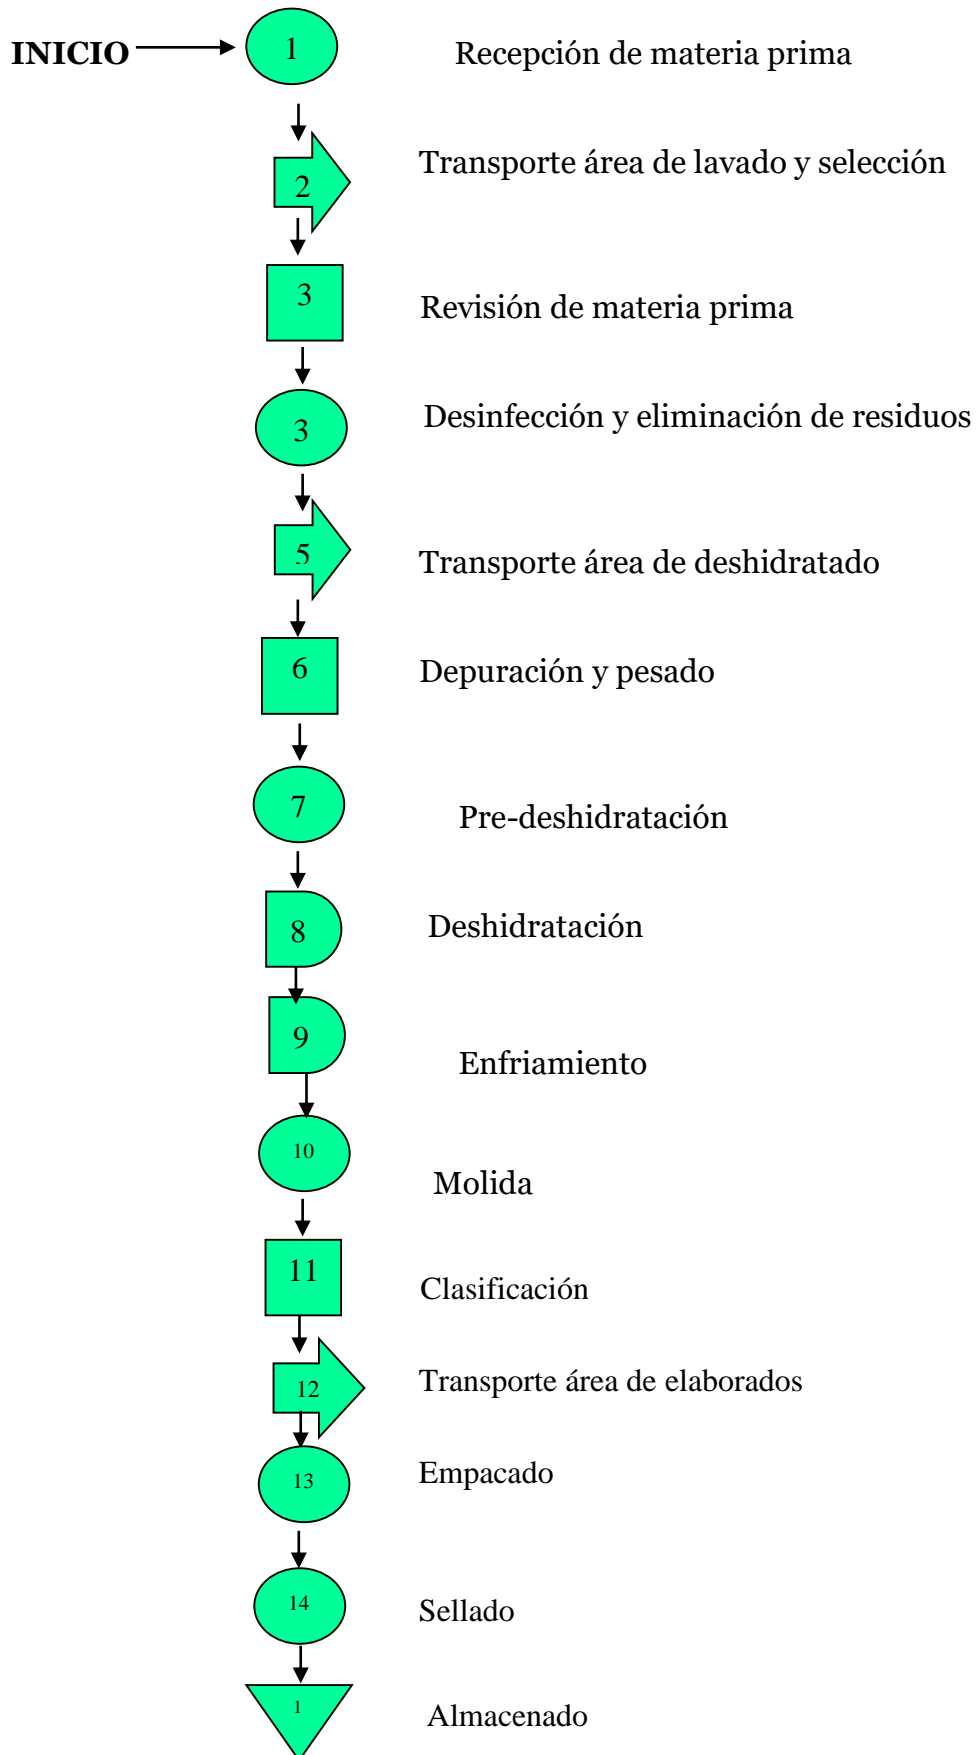 INICIO 1 Recepción de materia prima
2 Transporte área de lavado y selección
3 Revisión de materia prima
3 Desinfección y eliminación de residuos
5 Transporte área de deshidratado
6 Depuración y pesado
7 Pre-deshidratación
8 Deshidratación
9 Enfriamiento
10 Molida
11 Clasificación
12 Transporte área de elaborados
13 Empacado
14 Sellado
1 Almacenado